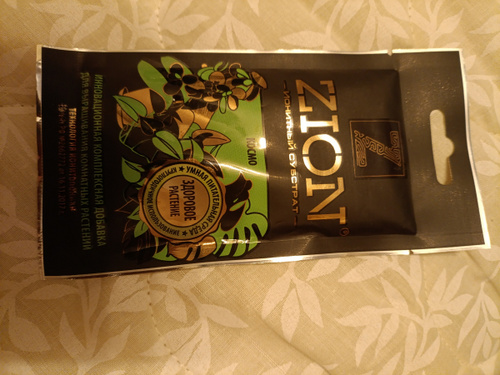 Z
ZION®
ИОНИТНЫЙ СУБСТРАТ
КОСМО
УМНАЯ ПИТАТЕЛЬНАЯ СРЕДА
ЗДОРОВОЕ
РАСТЕНИЕ
ИННОВАЦИОННАЯ КОМПЛЕКСНАЯ ДОБАВКА
ДЛЯ ВЫРАЩИВАНИЯ КОМНАТНЫХ РАСТЕНИЙ